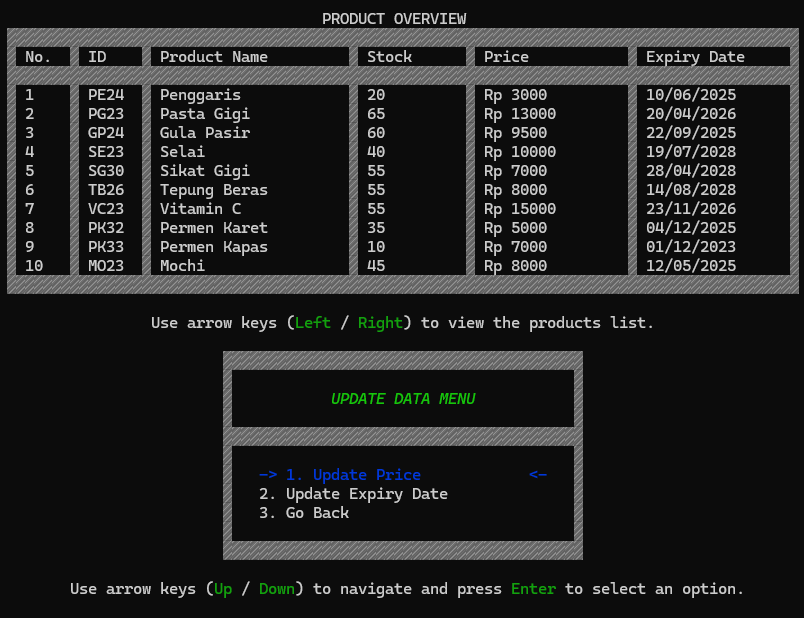 PRODUCT OVERVIEW
No. ID Product Name Stock Price Expiry Date
1 PE24 Penggaris 20 Rp 3000 10/06/2025
2 PG23 Pasta Gigi 65 Rp 13000 20/04/2026
3 GP24 Gula Pasir 60 Rp 9500 22/09/2025
4 SE23 Selai 40 Rp 10000 19/07/2028
5 SG30 Sikat Gigi 55 Rp 7000 28/04/2028
6 TB26 Tepung Beras 55 Rp 8000 14/08/2028
7 VC23 Vitamin C 55 Rp 15000 23/11/2026
8 PK32 Permen Karet 35 Rp 5000 04/12/2025
9 PK33 Permen Kapas 10 Rp 7000 01/12/2023
10 MO23 Mochi 45 Rp 8000 12/05/2025
Use arrow keys (Left / Right) to view the products list.
UPDATE DATA MENU
-> 1. Update Price <-
2. Update Expiry Date
3. Go Back
Use arrow keys (Up / Down) to navigate and press Enter to select an option.